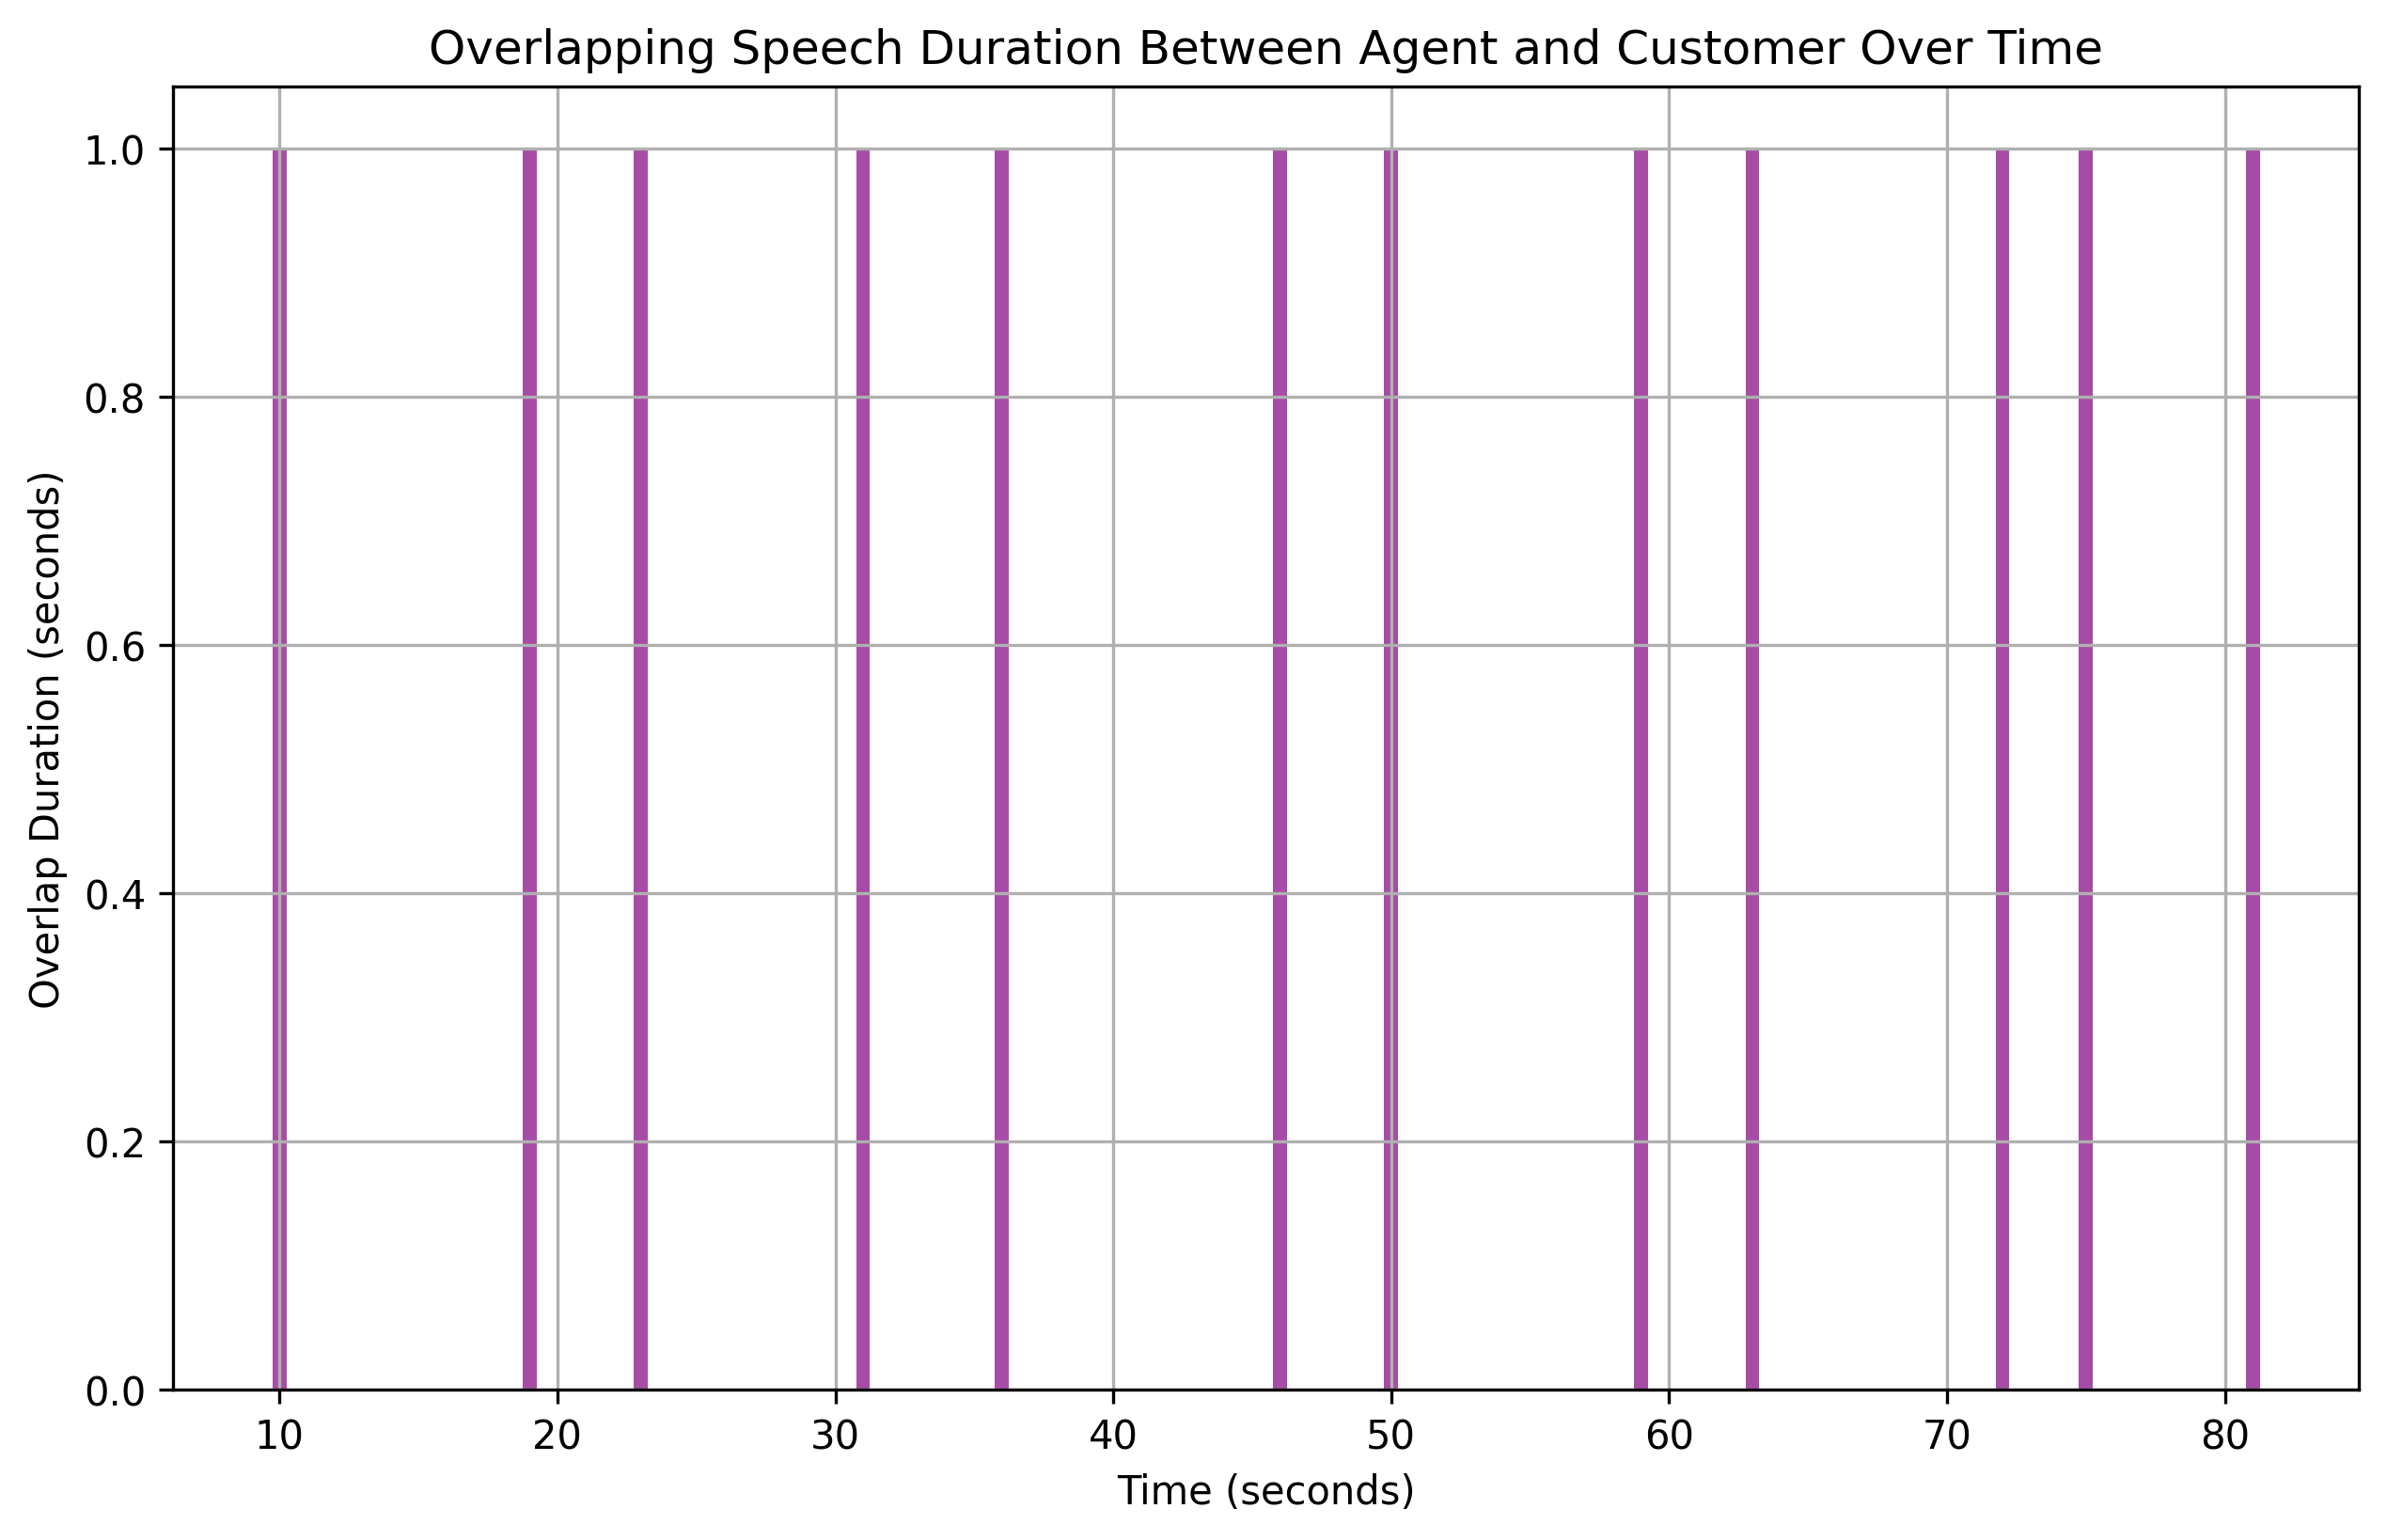 Overlapping Speech Duration Between Agent and Customer Over Time
Overlap Duration (seconds)
1.0
0.8
0.6
0.4
0.2
0.0
10 20 30 40 50 60 70 80
Time (seconds)